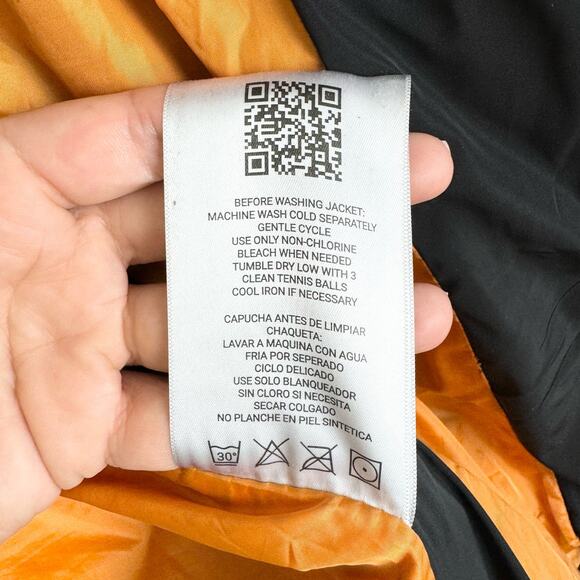 BEFORE WASHING JACKET:
MACHINE WASH COLD SEPARATELY
GENTLE CYCLE
USE ONLY NON-CHLORINE
BLEACH WHEN NEEDED
TUMBLE DRY LOW WITH 3
CLEAN TENNIS BALLS
COOL IRON IF NECESSARY
CAPUCHA ANTES DE LIMPIAR
CHAQUETA:
LAVAR A MAQUINA CON AGUA
FRIA POR SEPARADO
CICLO DELICADO
USE SOLO BLANQUEADOR
SIN CLORO SI NECESITA
SECAR COLGADO
NO PLANCHE EN PIEL SINTETICA
30°